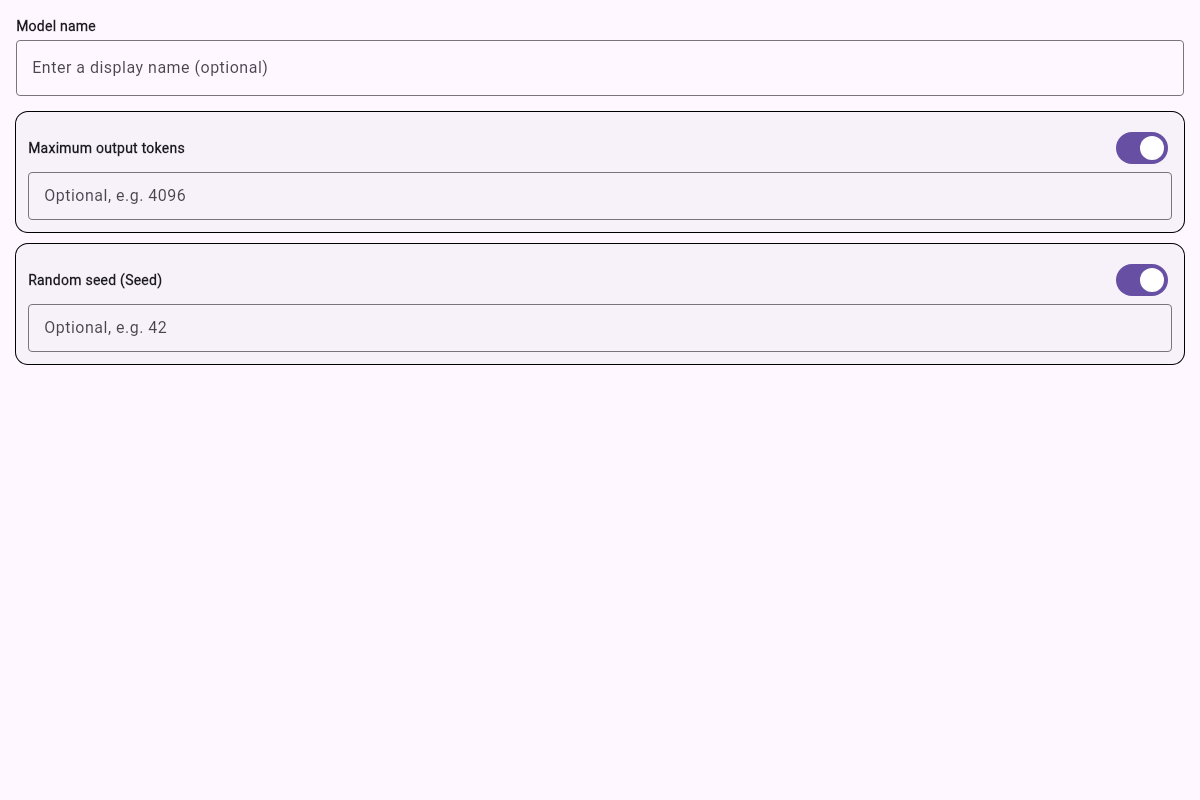 Model name
Enter a display name (optional)
Maximum output tokens
Optional, e.g. 4096
Random seed (Seed)
Optional, e.g. 42